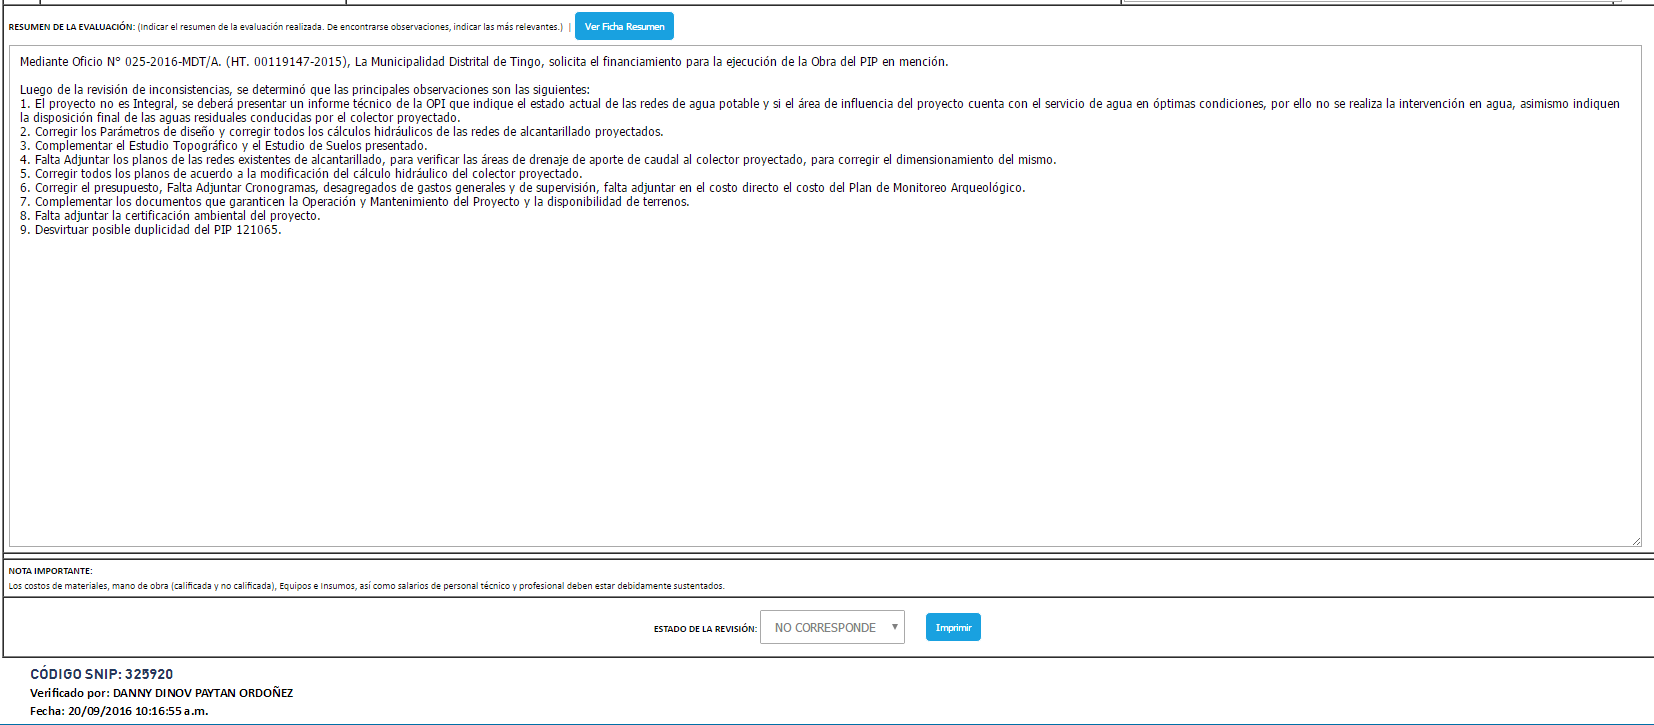 RESUMEN DE LA EVALUACIÓN: (Indicar el resumen de la evaluación realizada. De encontrarse observaciones, indicar las más relevantes.) | Ver Ficha Resumen
Mediante Oficio N° 025-2016-MDT/A. (HT. 00119147-2015), La Municipalidad Distrital de Tingo, solicita el financiamiento para la ejecución de la Obra del PIP en mención.
Luego de la revisión de inconsistencias, se determinó que las principales observaciones son las siguientes:
1. El proyecto no es Integral, se deberá presentar un informe técnico de la OPI que indique el estado actual de las redes de agua potable y si el área de influencia del proyecto cuenta con el servicio de agua en óptimas condiciones, por ello no se realiza la intervención en agua, asimismo indiquen
la disposición final de las aguas residuales conducidas por el colector proyectado.
2. Corregir los Parámetros de diseño y corregir todos los cálculos hidráulicos de las redes de alcantarillado proyectados.
3. Complementar el Estudio Topográfico y el Estudio de Suelos presentado.
4. Falta Adjuntar los planos de las redes existentes de alcantarillado, para verificar las áreas de drenaje de aporte de caudal al colector proyectado, para corregir el dimensionamiento del mismo.
5. Corregir todos los planos de acuerdo a la modificación del cálculo hidráulico del colector proyectado.
6. Corregir el presupuesto, Falta Adjuntar Cronogramas, desagregados de gastos generales y de supervisión, falta adjuntar en el costo directo el costo del Plan de Monitoreo Arqueológico.
7. Complementar los documentos que garanticen la Operación y Mantenimiento del Proyecto y la disponibilidad de terrenos.
8. Falta adjuntar la certificación ambiental del proyecto.
9. Desvirtuar posible duplicidad del PIP 121065.
NOTA IMPORTANTE:
Los costos de materiales, mano de obra (calificada y no calificada), Equipos e Insumos, así como salarios de personal técnico y profesional deben estar debidamente sustentados.
ESTADO DE LA REVISIÓN: NO CORRESPONDE Imprimir
CÓDIGO SNIP: 325920
Verificado por: DANNY DINOV PAYTAN ORDOÑEZ
Fecha: 20/09/2016 10:16:55 a.m.